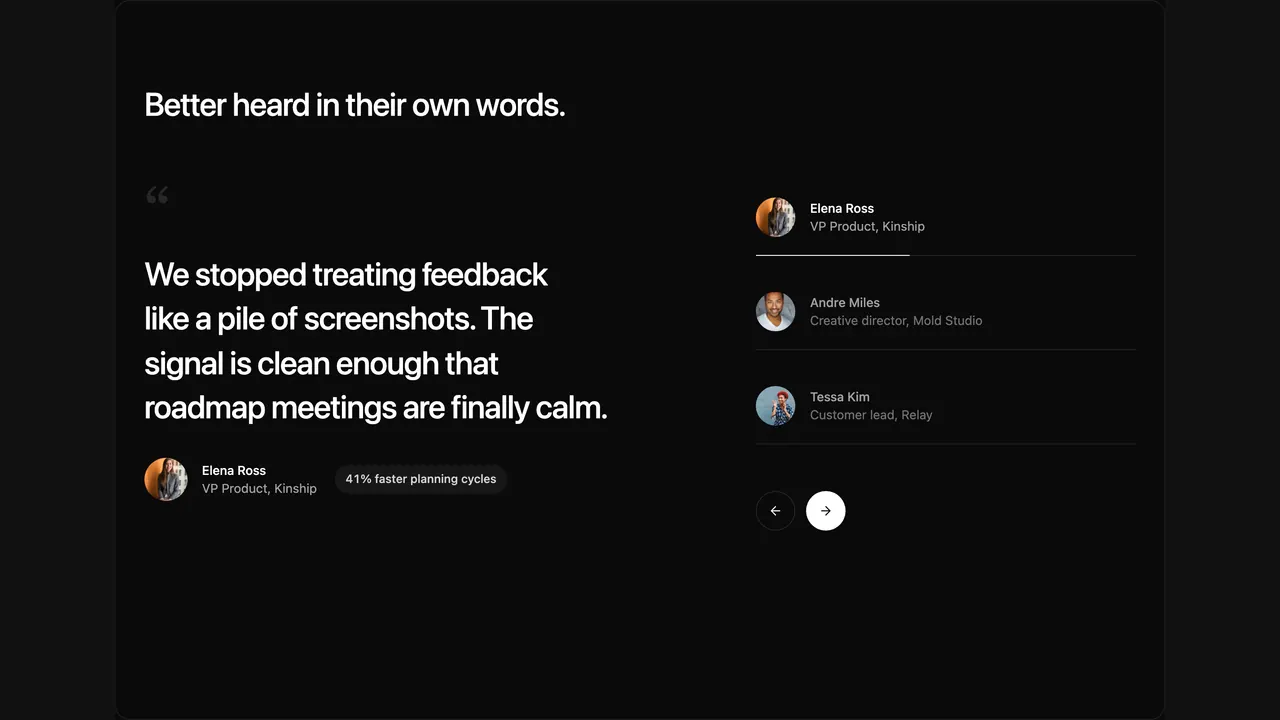 Better heard in their own words.
“
We stopped treating feedback
like a pile of screenshots. The
signal is clean enough that
roadmap meetings are finally calm.
Elena Ross
VP Product, Kinship
41% faster planning cycles
Elena Ross
VP Product, Kinship
Andre Miles
Creative director, Mold Studio
Tessa Kim
Customer lead, Relay